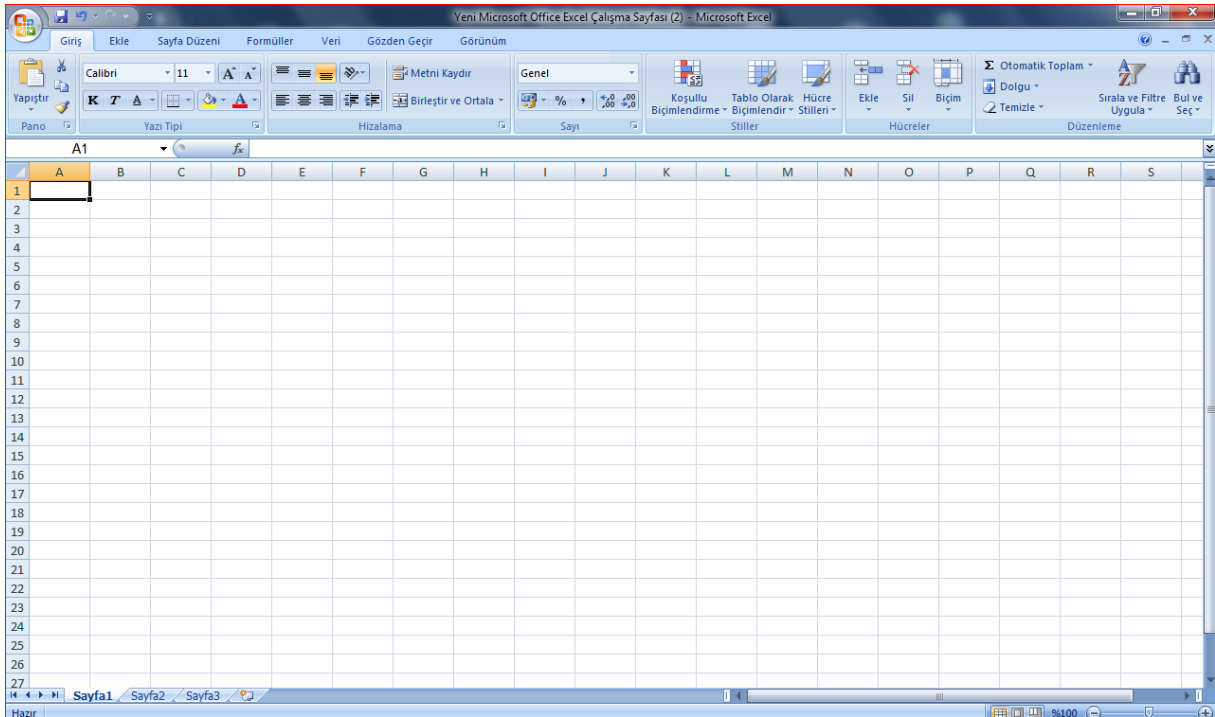 Yeni Microsoft Office Excel Çalışma Sayfası (2) - Microsoft Excel
Giriş Ekle Sayfa Düzeni Formüller Veri Gözden Geçir Görünüm
Yapıştır
Pano
Calibri 11
K T A A
Yazı Tipi
Metni Kaydır
Birleştir ve Ortala
Hizalama
Genel
% ,
Sayı
Koşullu Biçimlendirme
Tablo Olarak Biçimlendir
Hücre Stilleri
Stiller
Ekle Sil Biçim
Hücreler
Σ Otomatik Toplam
Dolgu
Temizle
Sırala ve Filtre Uygula
Bul ve Seç
Düzenleme
A1 fx
A B C D E F G H I J K L M N O P Q R S
1
2
3
4
5
6
7
8
9
10
11
12
13
14
15
16
17
18
19
20
21
22
23
24
25
26
27
Sayfa1 Sayfa2 Sayfa3
Hazır %100